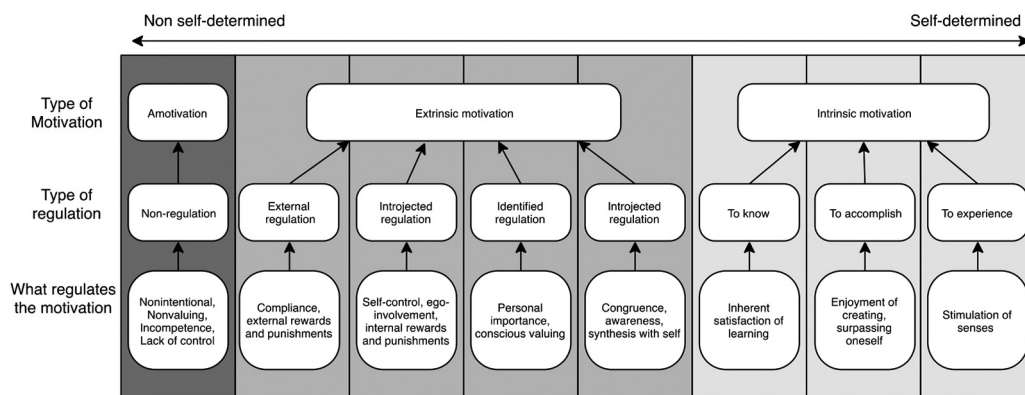 Non self-determined
Self-determined
Type of
Motivation
Amotivation
Extrinsic motivation
Intrinsic motivation
Type of
regulation
Non-regulation
External
regulation
Introjected
regulation
Identified
regulation
Introjected
regulation
To know
To accomplish
To experience
What regulates
the motivation
Nonintentional,
Nonvaluing,
Incompetence,
Lack of control
Compliance,
external rewards
and punishments
Self-control, ego-
involvement,
internal rewards
and punishments
Personal
importance,
conscious valuing
Congruence,
awareness,
synthesis with self
Inherent
satisfaction of
learning
Enjoyment of
creating,
surpassing
oneself
Stimulation of
senses